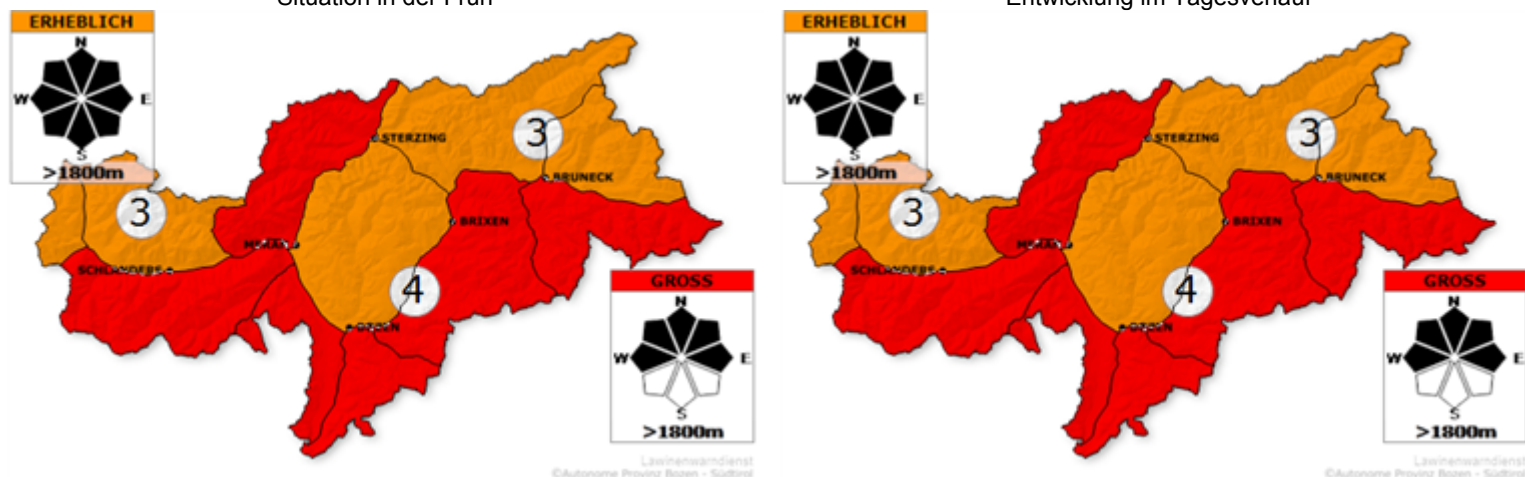 Situation in der Früh
ERHEBLICH
N
W E
S
>1800m
STERZING
3
BRUNECK
3
BRIXEN
MERAN
SCHLANDERS
4
BOZEN
GROSS
N
W E
S
>1800m
Lawinenwarndienst
©Autonome Provinz Bozen - Südtirol
Entwicklung im Tagesverlauf
ERHEBLICH
N
W E
S
>1800m
STERZING
3
BRUNECK
3
BRIXEN
MERAN
SCHLANDERS
4
BOZEN
GROSS
N
W E
S
>1800m
Lawinenwarndienst
©Autonome Provinz Bozen - Südtirol